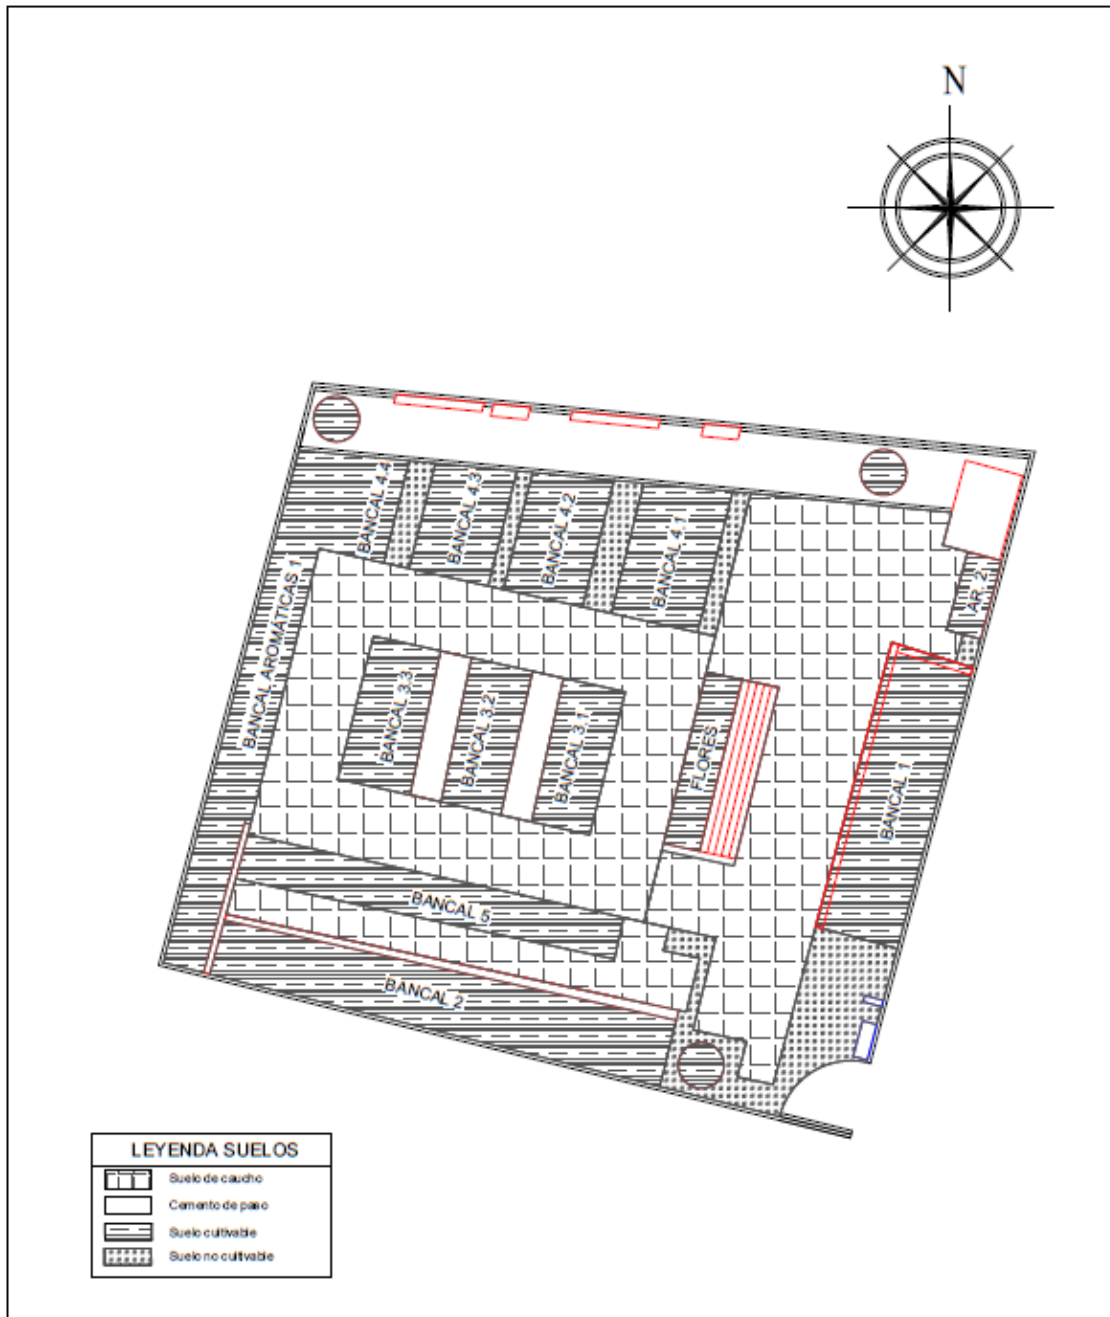 N
BANCAL 4.4
BANCAL 4.3
BANCAL 4.2
BANCAL 4.1
AR. 2
BANCAL AROMÁTICAS 1
BANCAL 3.3
BANCAL 3.2
BANCAL 3.1
FLORES
BANCAL 1
BANCAL 5
BANCAL 2
LEYENDA SUELOS
Suelo de caucho
Cemento de paso
Suelo cultivable
Suelo no cultivable